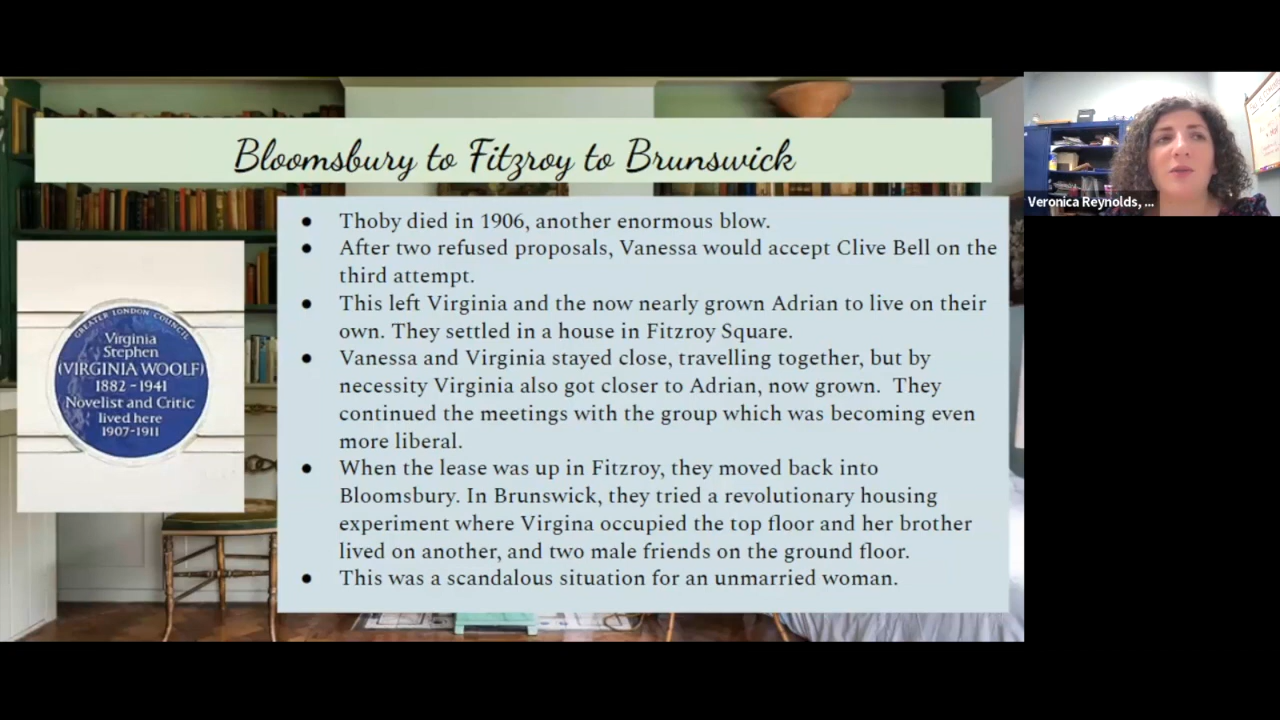 Bloomsbury to Fitzroy to Brunswick
● Thoby died in 1906, another enormous blow.
● After two refused proposals, Vanessa would accept Clive Bell on the
third attempt.
● This left Virginia and the now nearly grown Adrian to live on their
own. They settled in a house in Fitzroy Square.
● Vanessa and Virginia stayed close, travelling together, but by
necessity Virginia also got closer to Adrian, now grown.  They
continued the meetings with the group which was becoming even
more liberal.
● When the lease was up in Fitzroy, they moved back into
Bloomsbury. In Brunswick, they tried a revolutionary housing
experiment where Virgina occupied the top floor and her brother
lived on another, and two male friends on the ground floor.
● This was a scandalous situation for an unmarried woman.
GREATER LONDON COUNCIL
Virginia
Stephen
(VIRGINIA WOOLF)
1882 - 1941
Novelist and Critic
lived here
1907-1911
Veronica Reynolds, ...